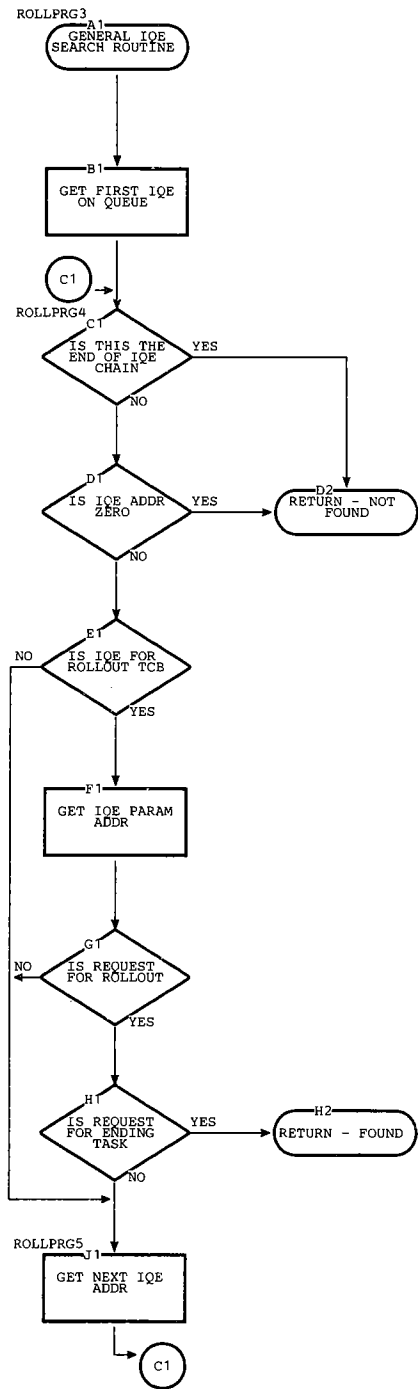 ROLLPRG3
A1
GENERAL IQE
SEARCH ROUTINE
B1
GET FIRST IQE
ON QUEUE
C1
ROLLPRG4
C1
IS THIS THE
END OF IQE
CHAIN
YES
NO
D1
IS IQE ADDR
ZERO
YES
NO
D2
RETURN - NOT
FOUND
E1
IS IQE FOR
ROLLOUT TCB
NO
YES
F1
GET IQE PARAM
ADDR
G1
IS REQUEST
FOR ROLLOUT
NO
YES
H1
IS REQUEST
FOR ENDING
TASK
YES
NO
H2
RETURN - FOUND
ROLLPRG5
J1
GET NEXT IQE
ADDR
C1